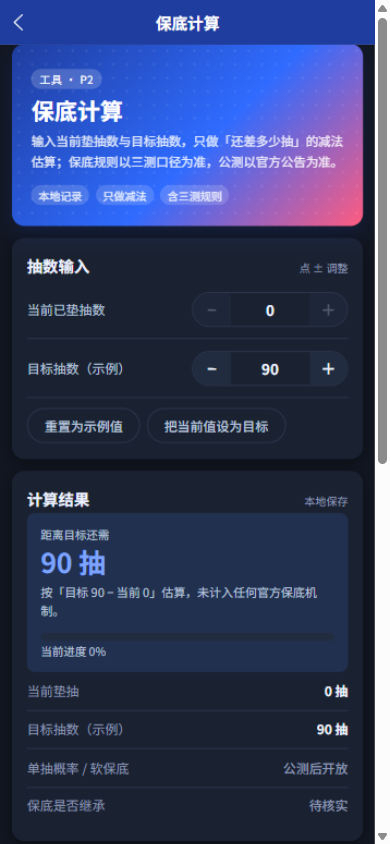 保底计算
工具 · P2
保底计算
输入当前垫抽数与目标抽数，只做「还差多少抽」的减法
估算；保底规则以三测口径为准，公测以官方公告为准。
本地记录 只做减法 含三测规则
抽数输入 点 ± 调整
当前已垫抽数 − 0 +
目标抽数（示例） − 90 +
重置为示例值 把当前值设为目标
计算结果 本地保存
距离目标还需
90 抽
按「目标 90 − 当前 0」估算，未计入任何官方保底机
制。
当前进度 0%
当前垫抽 0 抽
目标抽数（示例） 90 抽
单抽概率 / 软保底 公测后开放
保底是否继承 待核实